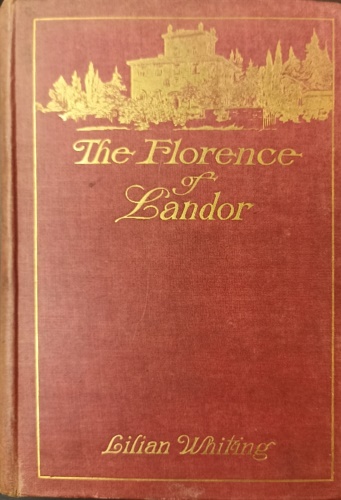 The Florence
of
Landor
Lilian Whiting